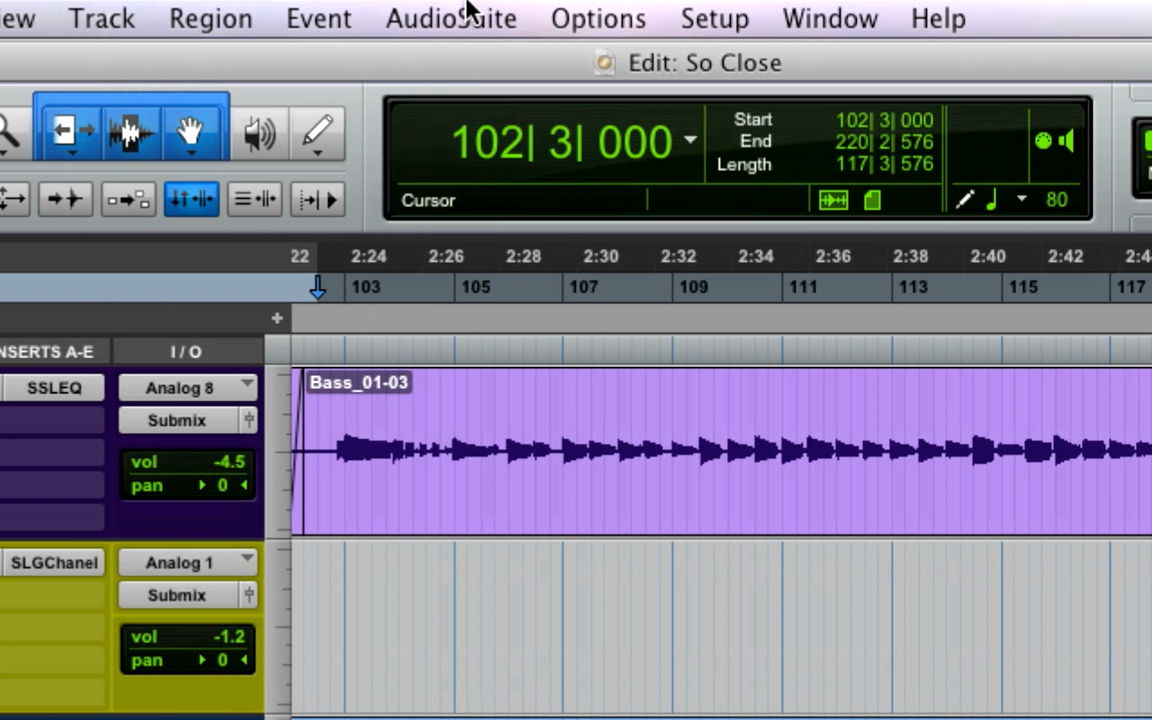 ew Track Region Event AudioSuite Options Setup Window Help
Edit: So Close
102| 3| 000
Start 102| 3| 000
End 220| 2| 576
Length 117| 3| 576
Cursor
80
22 2:24 2:26 2:28 2:30 2:32 2:34 2:36 2:38 2:40 2:42 2:4
103 105 107 109 111 113 115 117
+
NSERTS A-E I / O
SSLEQ Analog 8
Bass_01-03
Submix
vol -4.5
pan 0
SLGChanel Analog 1
Submix
vol -1.2
pan 0